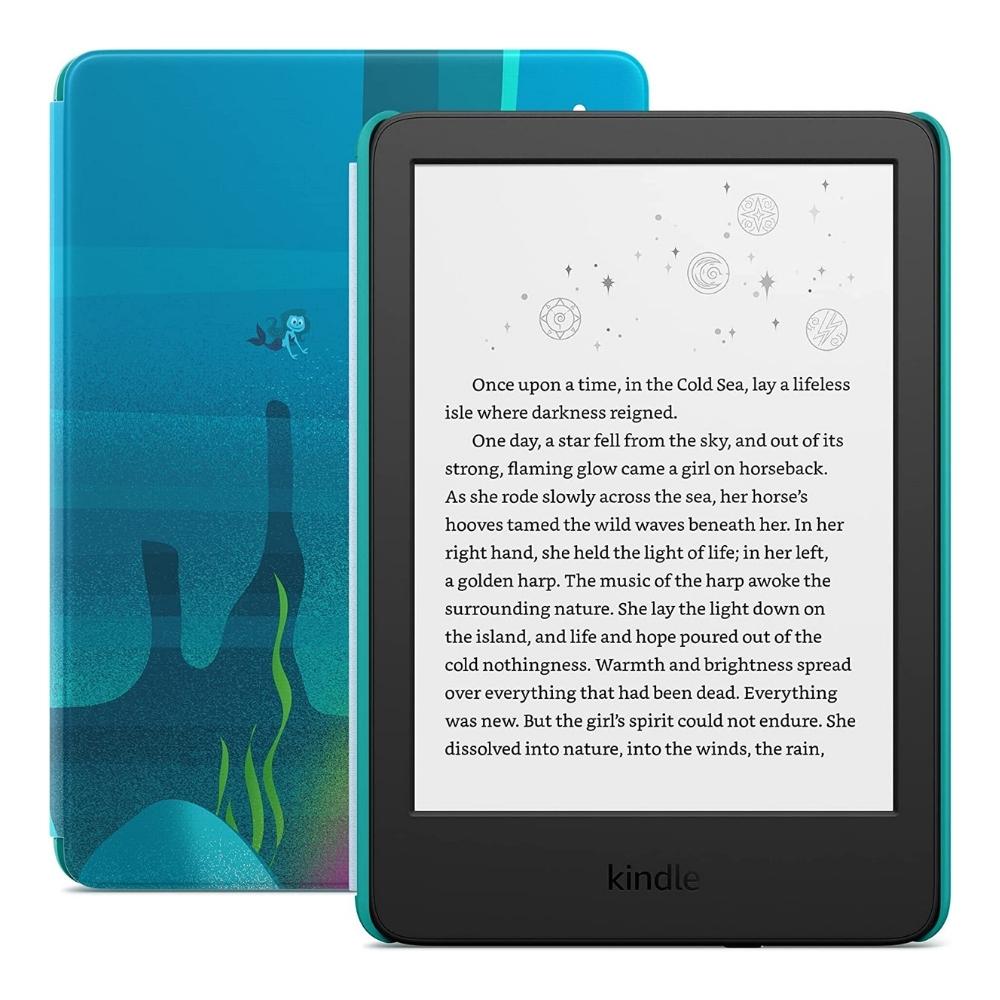 Once upon a time, in the Cold Sea, lay a lifeless
isle where darkness reigned.
One day, a star fell from the sky, and out of its
strong, flaming glow came a girl on horseback.
As she rode slowly across the sea, her horse's
hooves tamed the wild waves beneath her. In her
right hand, she held the light of life; in her left,
a golden harp. The music of the harp awoke the
surrounding nature. She lay the light down on
the island, and life and hope poured out of the
cold nothingness. Warmth and brightness spread
over everything that had been dead. Everything
was new. But the girl's spirit could not endure. She
dissolved into nature, into the winds, the rain,
kindle